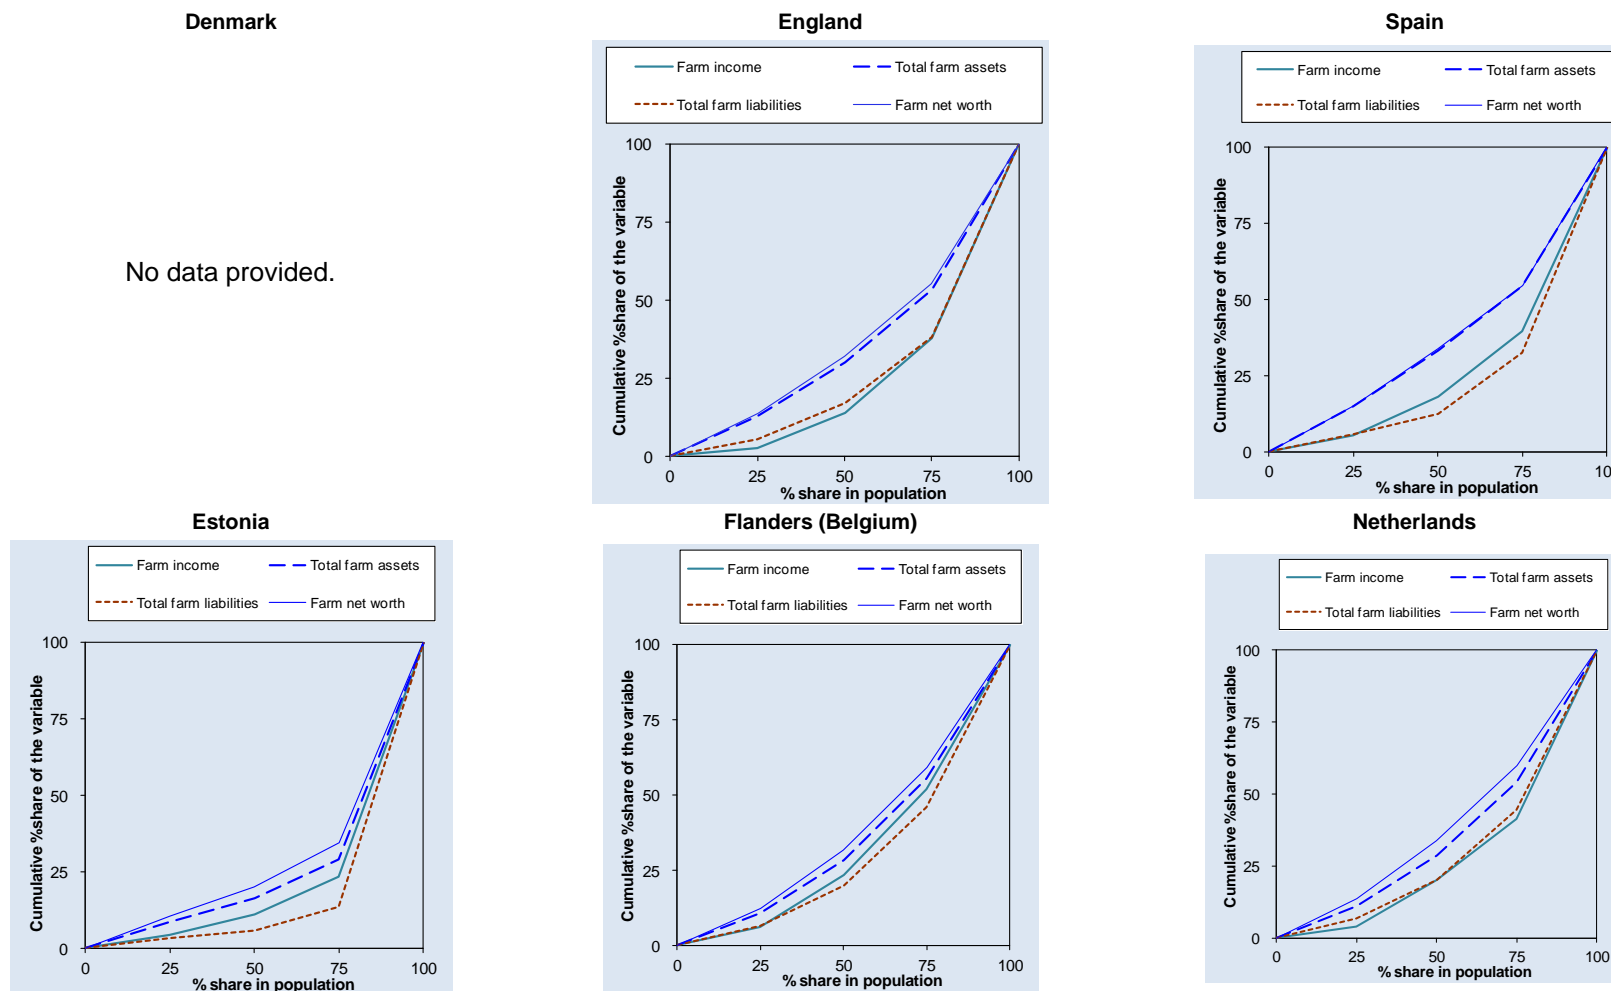 Denmark
No data provided.
England
Farm income
Total farm assets
Total farm liabilities
Farm net worth
Cumulative %share of the variable
100
75
50
25
0
0 25 50 75 100
% share in population
Spain
Farm income
Total farm assets
Total farm liabilities
Farm net worth
Cumulative %share of the variable
100
75
50
25
0
0 25 50 75 10
% share in population
Estonia
Farm income
Total farm assets
Total farm liabilities
Farm net worth
Cumulative %share of the variable
100
75
50
25
0
0 25 50 75 100
% share in population
Flanders (Belgium)
Farm income
Total farm assets
Total farm liabilities
Farm net worth
Cumulative %share of the variable
100
75
50
25
0
0 25 50 75 100
% share in population
Netherlands
Farm income
Total farm assets
Total farm liabilities
Farm net worth
Cumulative %share of the variable
100
75
50
25
0
0 25 50 75 100
% share in population